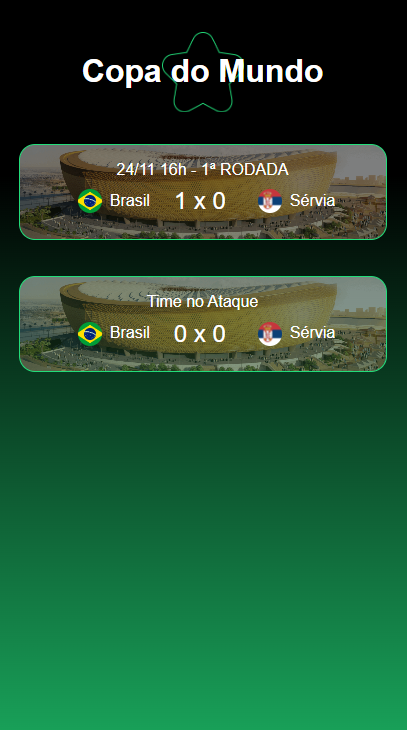 Copa do Mundo
24/11 16h - 1ª RODADA
Brasil 1 x 0 Sérvia
Time no Ataque
Brasil 0 x 0 Sérvia